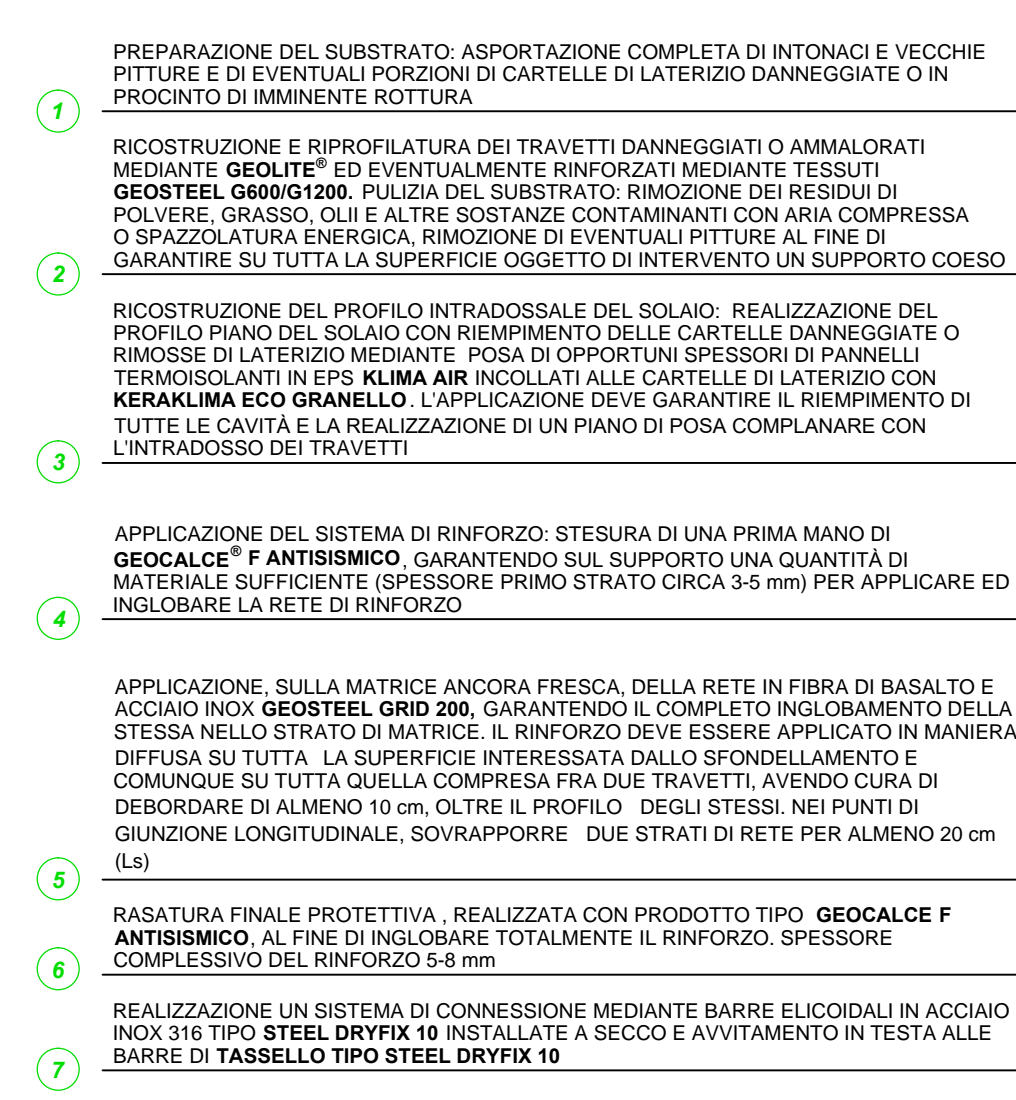 PREPARAZIONE DEL SUBSTRATO: ASPORTAZIONE COMPLETA DI INTONACI E VECCHIE
PITTURE E DI EVENTUALI PORZIONI DI CARTELLE DI LATERIZIO DANNEGGIATE O IN
PROCINTO DI IMMINENTE ROTTURA
1
RICOSTRUZIONE E RIPROFILATURA DEI TRAVETTI DANNEGGIATI O AMMALORATI
MEDIANTE GEOLITE® ED EVENTUALMENTE RINFORZATI MEDIANTE TESSUTI
GEOSTEEL G600/G1200. PULIZIA DEL SUBSTRATO: RIMOZIONE DEI RESIDUI DI
POLVERE, GRASSO, OLII E ALTRE SOSTANZE CONTAMINANTI CON ARIA COMPRESSA
O SPAZZOLATURA ENERGICA, RIMOZIONE DI EVENTUALI PITTURE AL FINE DI
GARANTIRE SU TUTTA LA SUPERFICIE OGGETTO DI INTERVENTO UN SUPPORTO COESO
2
RICOSTRUZIONE DEL PROFILO INTRADOSSALE DEL SOLAIO: REALIZZAZIONE DEL
PROFILO PIANO DEL SOLAIO CON RIEMPIMENTO DELLE CARTELLE DANNEGGIATE O
RIMOSSE DI LATERIZIO MEDIANTE POSA DI OPPORTUNI SPESSORI DI PANNELLI
TERMOISOLANTI IN EPS KLIMA AIR INCOLLATI ALLE CARTELLE DI LATERIZIO CON
KERAKLIMA ECO GRANELLO. L'APPLICAZIONE DEVE GARANTIRE IL RIEMPIMENTO DI
TUTTE LE CAVITÀ E LA REALIZZAZIONE DI UN PIANO DI POSA COMPLANARE CON
L'INTRADOSSO DEI TRAVETTI
3
APPLICAZIONE DEL SISTEMA DI RINFORZO: STESURA DI UNA PRIMA MANO DI
GEOCALCE® F ANTISISMICO, GARANTENDO SUL SUPPORTO UNA QUANTITÀ DI
MATERIALE SUFFICIENTE (SPESSORE PRIMO STRATO CIRCA 3-5 mm) PER APPLICARE ED
INGLOBARE LA RETE DI RINFORZO
4
APPLICAZIONE, SULLA MATRICE ANCORA FRESCA, DELLA RETE IN FIBRA DI BASALTO E
ACCIAIO INOX GEOSTEEL GRID 200, GARANTENDO IL COMPLETO INGLOBAMENTO DELLA
STESSA NELLO STRATO DI MATRICE. IL RINFORZO DEVE ESSERE APPLICATO IN MANIERA
DIFFUSA SU TUTTA LA SUPERFICIE INTERESSATA DALLO SFONDELLAMENTO E
COMUNQUE SU TUTTA QUELLA COMPRESA FRA DUE TRAVETTI, AVENDO CURA DI
DEBORDARE DI ALMENO 10 cm, OLTRE IL PROFILO DEGLI STESSI. NEI PUNTI DI
GIUNZIONE LONGITUDINALE, SOVRAPPORRE DUE STRATI DI RETE PER ALMENO 20 cm
(Ls)
5
RASATURA FINALE PROTETTIVA , REALIZZATA CON PRODOTTO TIPO GEOCALCE F
ANTISISMICO, AL FINE DI INGLOBARE TOTALMENTE IL RINFORZO. SPESSORE
COMPLESSIVO DEL RINFORZO 5-8 mm
6
REALIZZAZIONE UN SISTEMA DI CONNESSIONE MEDIANTE BARRE ELICOIDALI IN ACCIAIO
INOX 316 TIPO STEEL DRYFIX 10 INSTALLATE A SECCO E AVVITAMENTO IN TESTA ALLE
BARRE DI TASSELLO TIPO STEEL DRYFIX 10
7